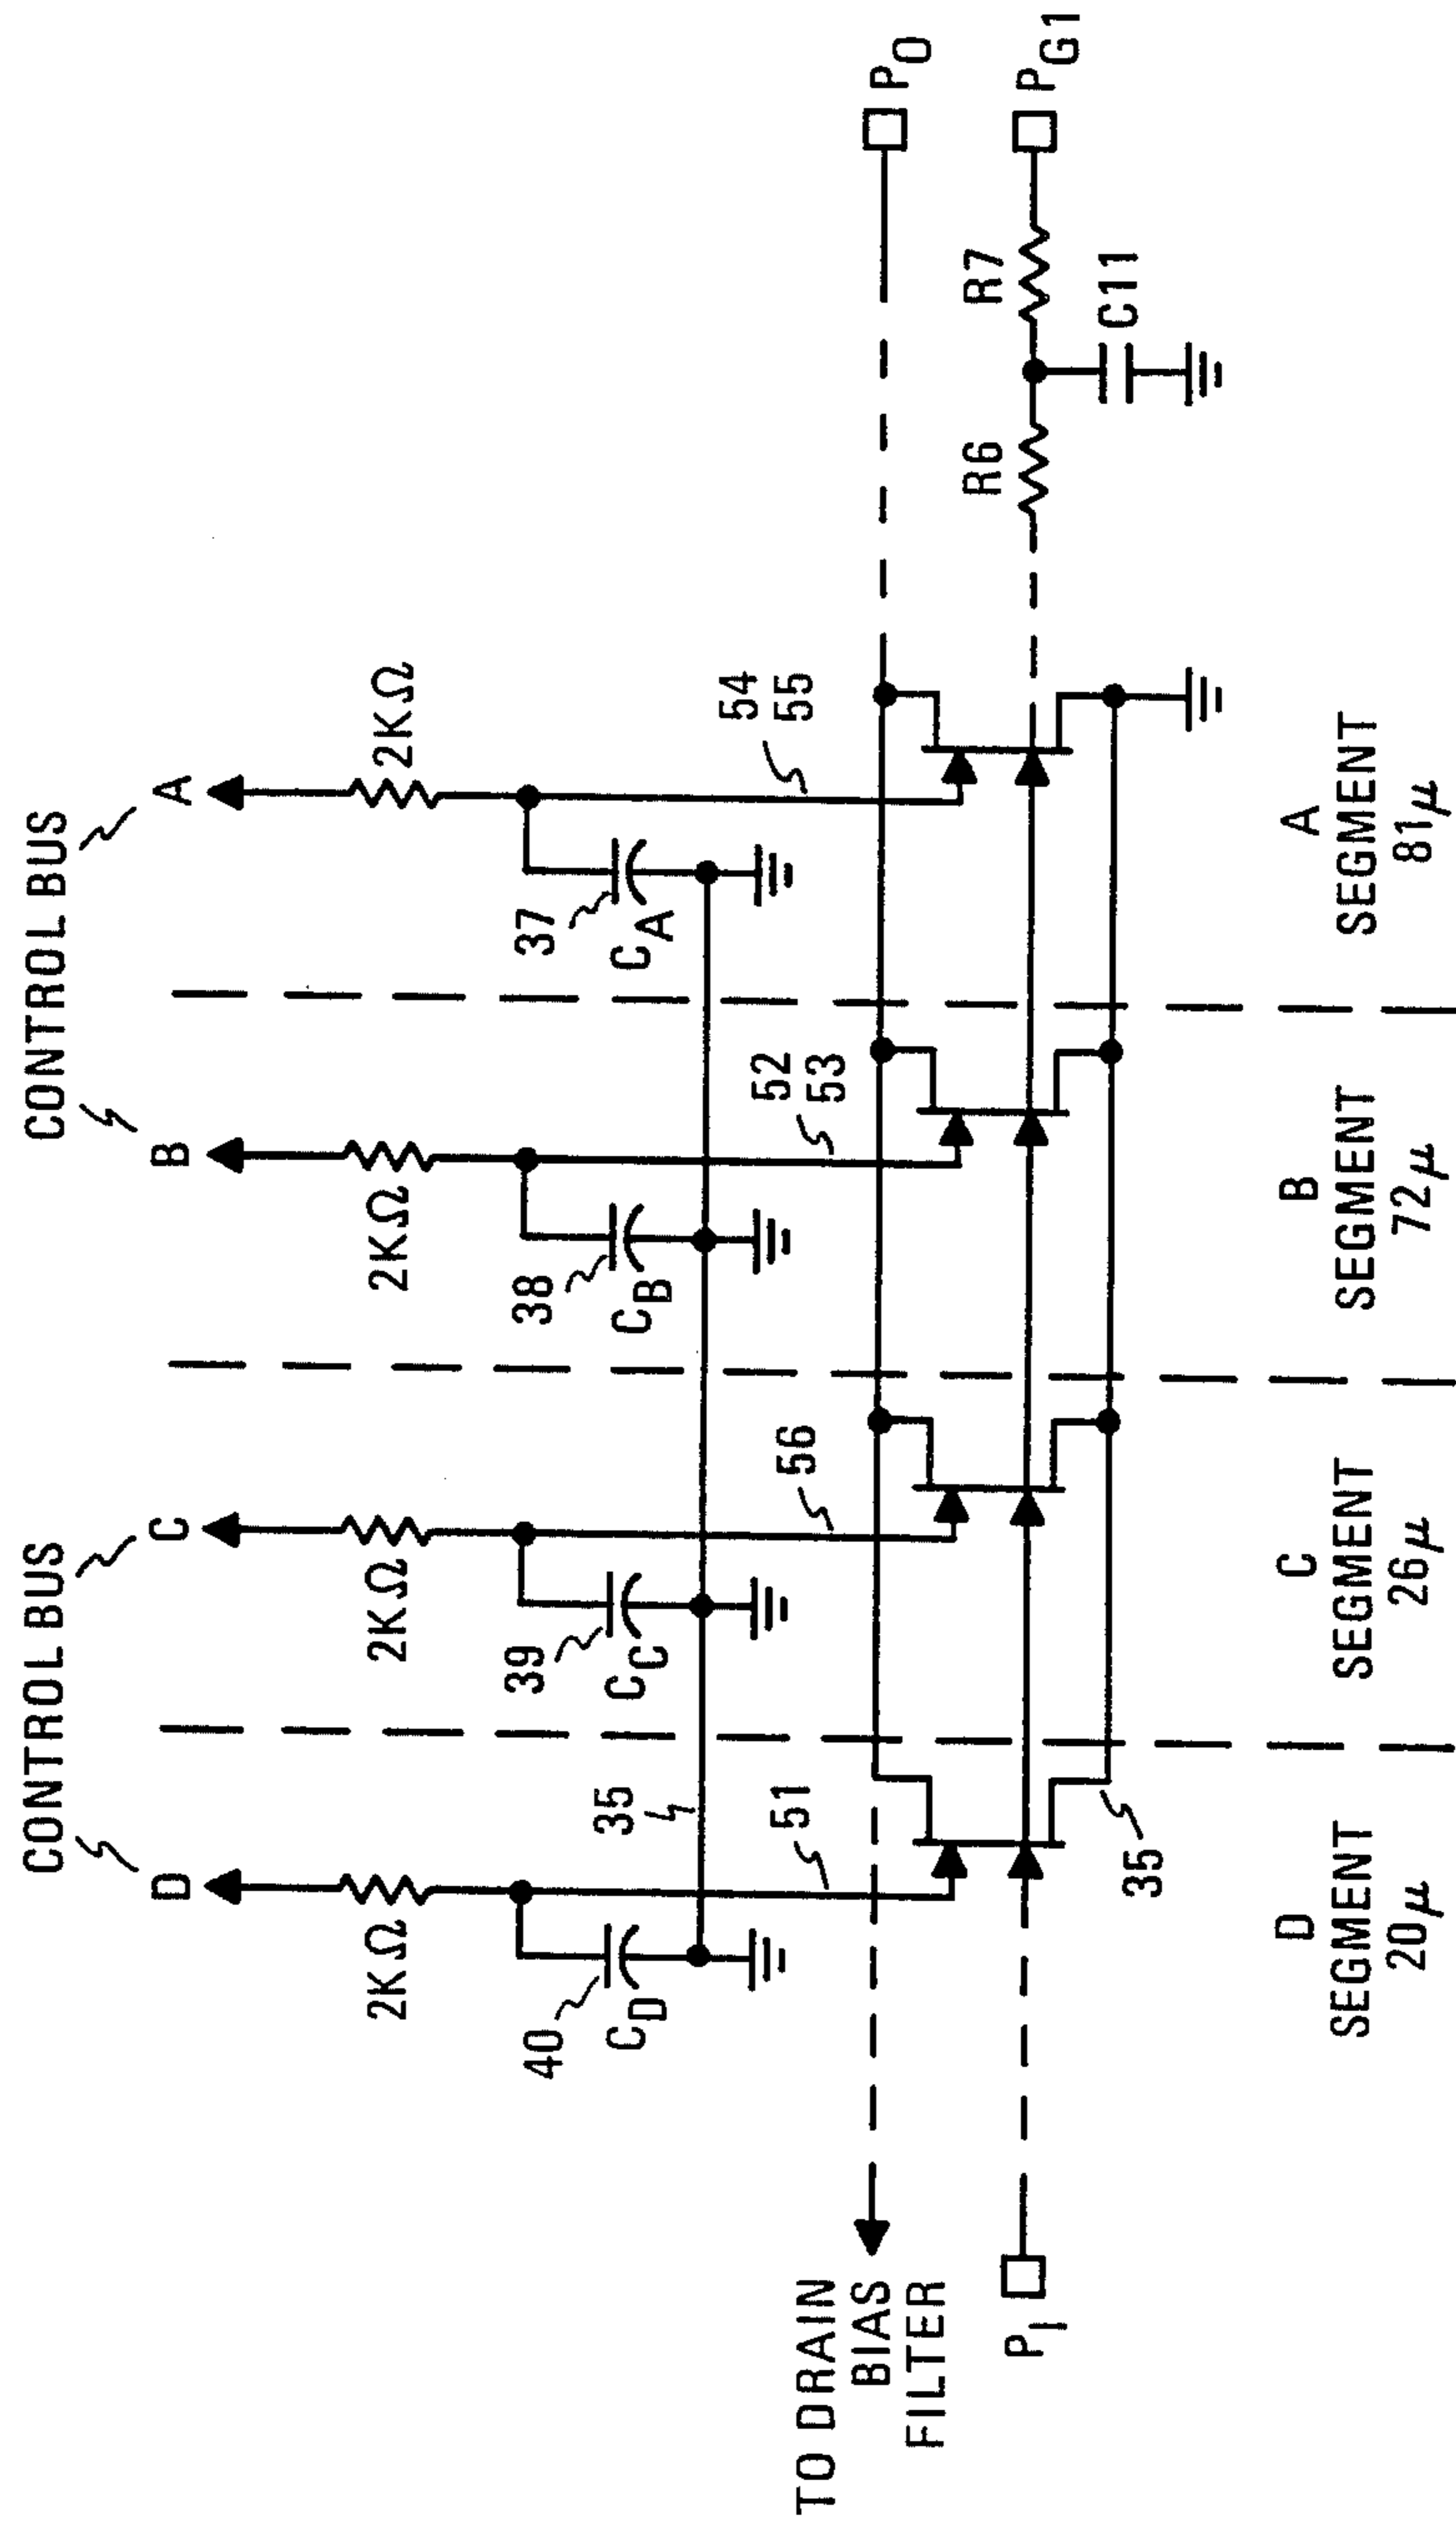 CONTROL BUS
CONTROL BUS
D
C
B
A
2KΩ
2KΩ
2KΩ
2KΩ
40
C_D
39
C_C
38
C_B
37
C_A
35
51
56
52
53
54
55
TO DRAIN
BIAS
FILTER
P_O
P_I
R6
R7
C11
P_G1
35
D
SEGMENT
20μ
C
SEGMENT
26μ
B
SEGMENT
72μ
A
SEGMENT
81μ